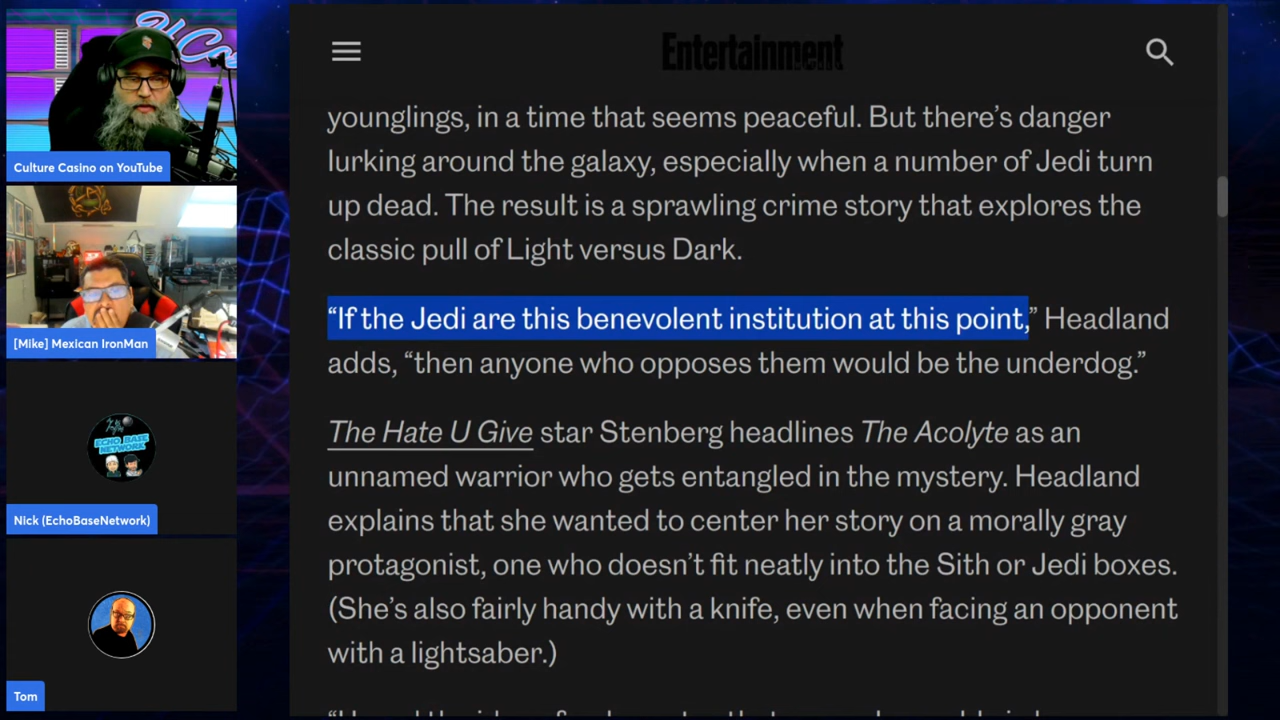 Culture Casino on YouTube
[Mike] Mexican IronMan
ECHO BASE
NETWORK
Nick (EchoBaseNetwork)
Tom
Entertainment
younglings, in a time that seems peaceful. But there’s danger
lurking around the galaxy, especially when a number of Jedi turn
up dead. The result is a sprawling crime story that explores the
classic pull of Light versus Dark.
“If the Jedi are this benevolent institution at this point,” Headland
adds, “then anyone who opposes them would be the underdog.”
The Hate U Give star Stenberg headlines The Acolyte as an
unnamed warrior who gets entangled in the mystery. Headland
explains that she wanted to center her story on a morally gray
protagonist, one who doesn’t fit neatly into the Sith or Jedi boxes.
(She’s also fairly handy with a knife, even when facing an opponent
with a lightsaber.)